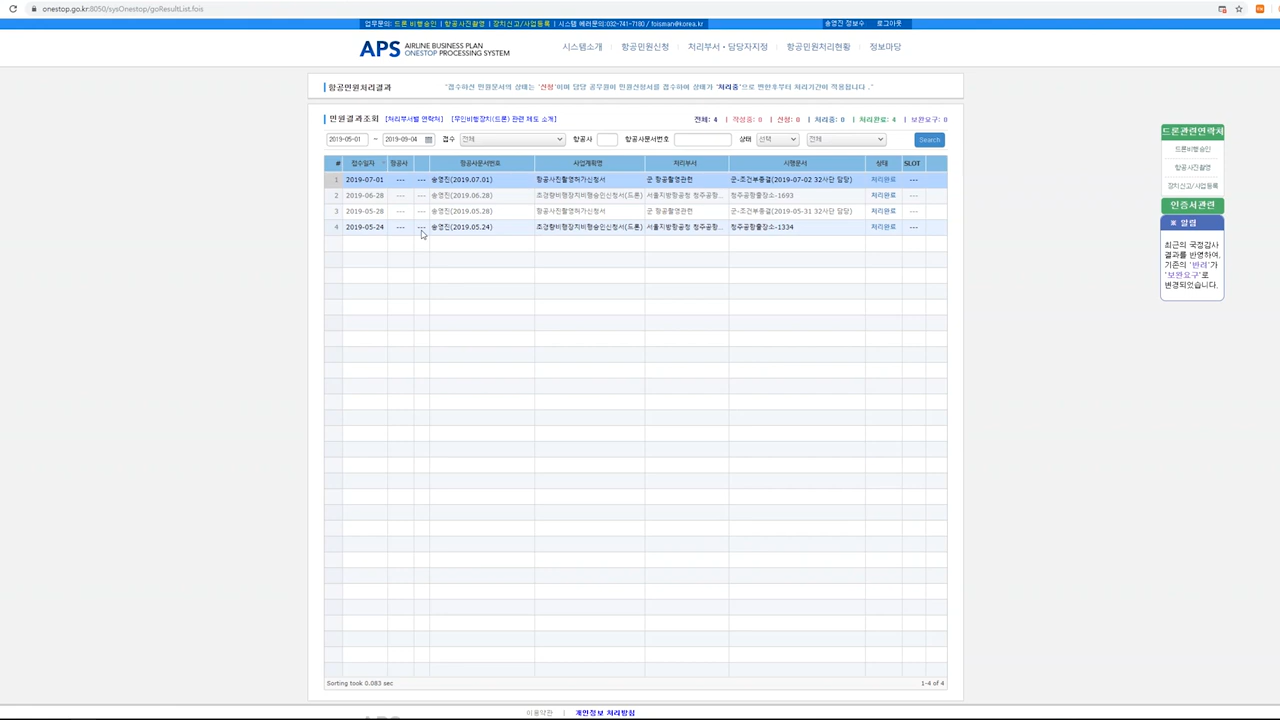 onestop.go.kr:8050/sysOnestop/goResultList.fois
업무문의: 드론 비행승인 | 항공사진촬영 | 장치신고/사업등록 | 시스템 에러문의:032-741-7180 / foisman@korea.kr
송영진 정보수정 로그아웃
APS AIRLINE BUSINESS PLAN
ONESTOP PROCESSING SYSTEM
시스템소개 항공민원신청 처리부서·담당자지정 항공민원처리현황 정보마당
항공민원처리결과 "접수하신 민원문서의 상태는 '신청'이며 담당 공무원이 민원신청서를 접수하여 상태가 '처리중'으로 변한후부터 처리기간이 적용됩니다."
민원결과조회 [처리부서별 연락처] [무인비행장치(드론) 관련 제도 소개] 전체: 4 | 작성중: 0 | 신청: 0 | 처리중: 0 | 처리완료: 4 | 보완요구: 0
2019-05-01 ~ 2019-09-04 접수 전체 항공사 항공사문서번호 상태 선택 전체 Search
# 접수일자 항공사 항공사문서번호 사업계획명 처리부서 시행문서 상태 SLOT
1 2019-07-01 --- --- 송영진(2019.07.01) 항공사진촬영허가신청서 군 항공촬영관련 군-조건부종결(2019-07-02 32사단 담당) 처리완료 ---
2 2019-06-28 --- --- 송영진(2019.06.28) 초경량비행장치비행승인신청서(드론) 서울지방항공청 청주공항... 청주공항출장소-1693 처리완료 ---
3 2019-05-28 --- --- 송영진(2019.05.28) 항공사진촬영허가신청서 군 항공촬영관련 군-조건부종결(2019-05-31 32사단 담당) 처리완료 ---
4 2019-05-24 --- --- 송영진(2019.05.24) 초경량비행장치비행승인신청서(드론) 서울지방항공청 청주공항... 청주공항출장소-1334 처리완료 ---
Sorting took 0.083 sec 1-4 of 4
드론관련연락처
드론비행승인
항공사진촬영
장치신고/사업등록
인증서관련
※ 알림
최근의 국정감사
결과를 반영하여,
기존의 '반려'가
'보완요구'로
변경되었습니다.
이용약관 | 개인정보 처리방침
APS